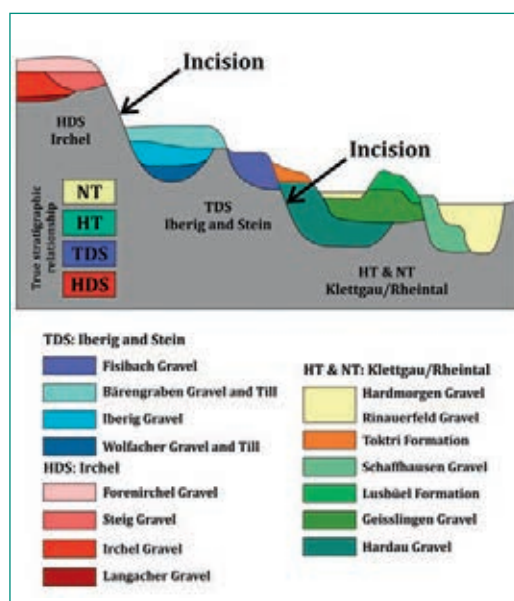 Incision
HDS
Irchel
Incision
TDS
Iberig and Stein
HT & NT
Klettgau/Rheintal
True stratigraphic
relationship
NT
HT
TDS
HDS
TDS: Iberig and Stein
Fisibach Gravel
Bärengraben Gravel and Till
Iberig Gravel
Wolfacher Gravel and Till
HDS: Irchel
Forenirchel Gravel
Steig Gravel
Irchel Gravel
Langacher Gravel
HT & NT: Klettgau/Rheintal
Hardmorgen Gravel
Rinauerfeld Gravel
Toktri Formation
Schaffhausen Gravel
Lusbüel Formation
Geisslingen Gravel
Hardau Gravel